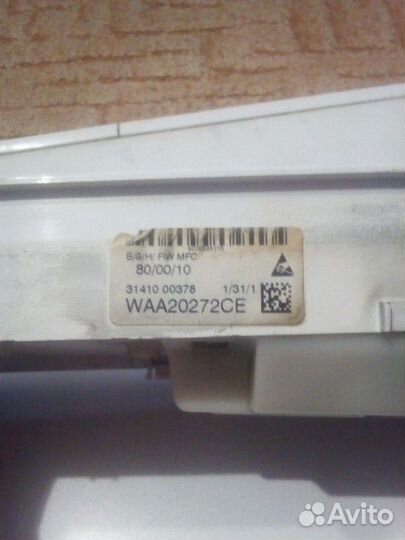 B/S/H/ FIW MFC
80/00/10
31410 00378 1/31/1
WAA20272CE
Avito